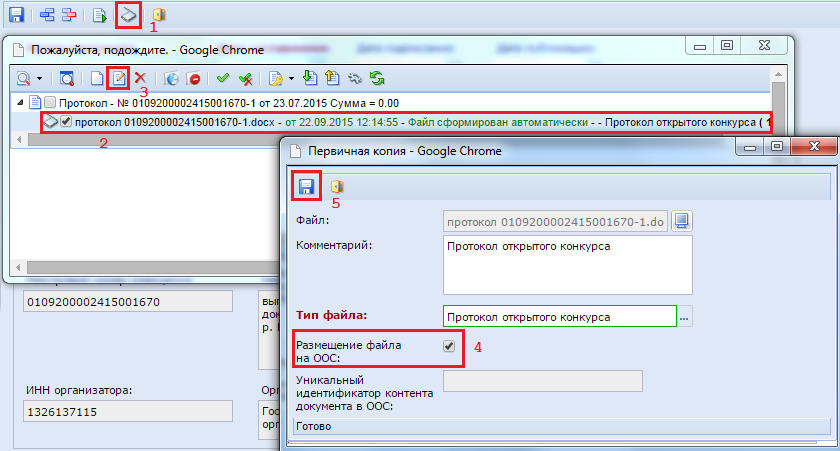 1
Пожалуйста, подождите. - Google Chrome
3
Протокол - № 0109200002415001670-1 от 23.07.2015 Сумма = 0.00
протокол 0109200002415001670-1.docx - от 22.09.2015 12:14:55 - Файл сформирован автоматически - - Протокол открытого конкурса ( 1
2
Первичная копия - Google Chrome
5
Файл:
протокол 0109200002415001670-1.do
Комментарий:
Протокол открытого конкурса
Тип файла:
Протокол открытого конкурса
...
Размещение файла
на ООС:
4
Уникальный
идентификатор контента
документа в ООС:
Готово
0109200002415001670
вып
док
р. І
ИНН организатора:
Орг
1326137115
Гос
орг